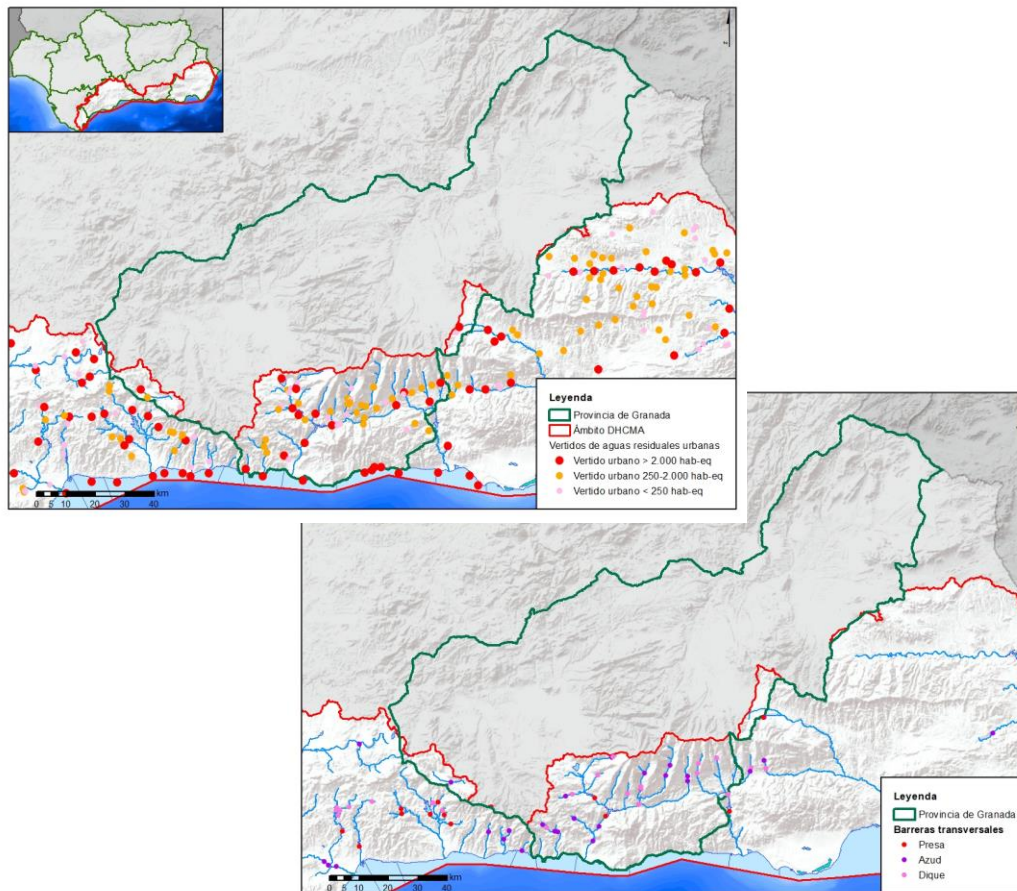 Leyenda
Provincia de Granada
Ámbito DHCMA
Vertidos de aguas residuales urbanas
Vertido urbano > 2.000 hab-eq
Vertido urbano 250-2.000 hab-eq
Vertido urbano < 250 hab-eq
0 5 10 20 30 40
km
Leyenda
Provincia de Granada
Barreras transversales
Presa
Azud
Dique
0 5 10 20 30 40
km